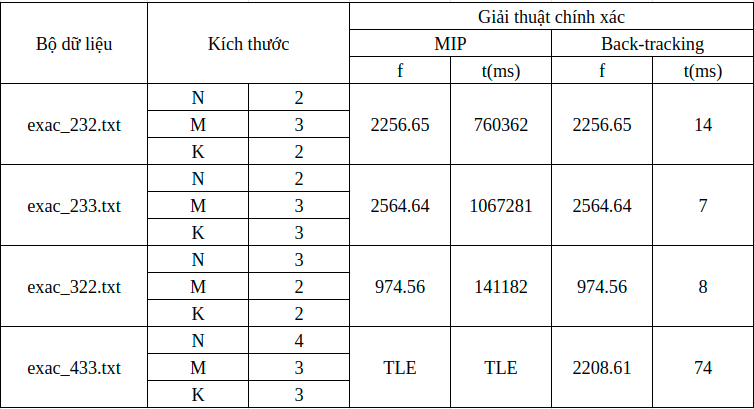 Bộ dữ liệu Kích thước Giải thuật chính xác
MIP Back-tracking
f t(ms) f t(ms)
exac_232.txt N 2 2256.65 760362 2256.65 14
M 3
K 2
exac_233.txt N 2 2564.64 1067281 2564.64 7
M 3
K 3
exac_322.txt N 3 974.56 141182 974.56 8
M 2
K 2
exac_433.txt N 4 TLE TLE 2208.61 74
M 3
K 3